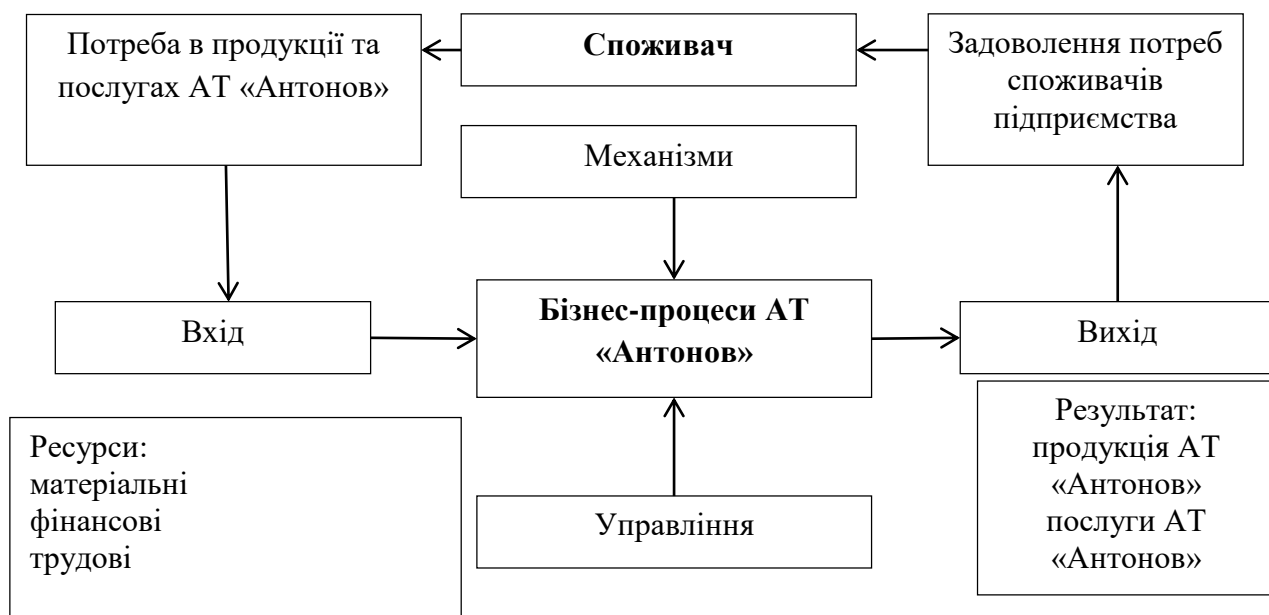 Потреба в продукції та
послугах АТ «Антонов»
Споживач
Задоволення потреб
споживачів
підприємства
Механізми
Вхід
Бізнес-процеси АТ
«Антонов»
Вихід
Ресурси:
матеріальні
фінансові
трудові
Управління
Результат:
продукція АТ
«Антонов»
послуги АТ
«Антонов»